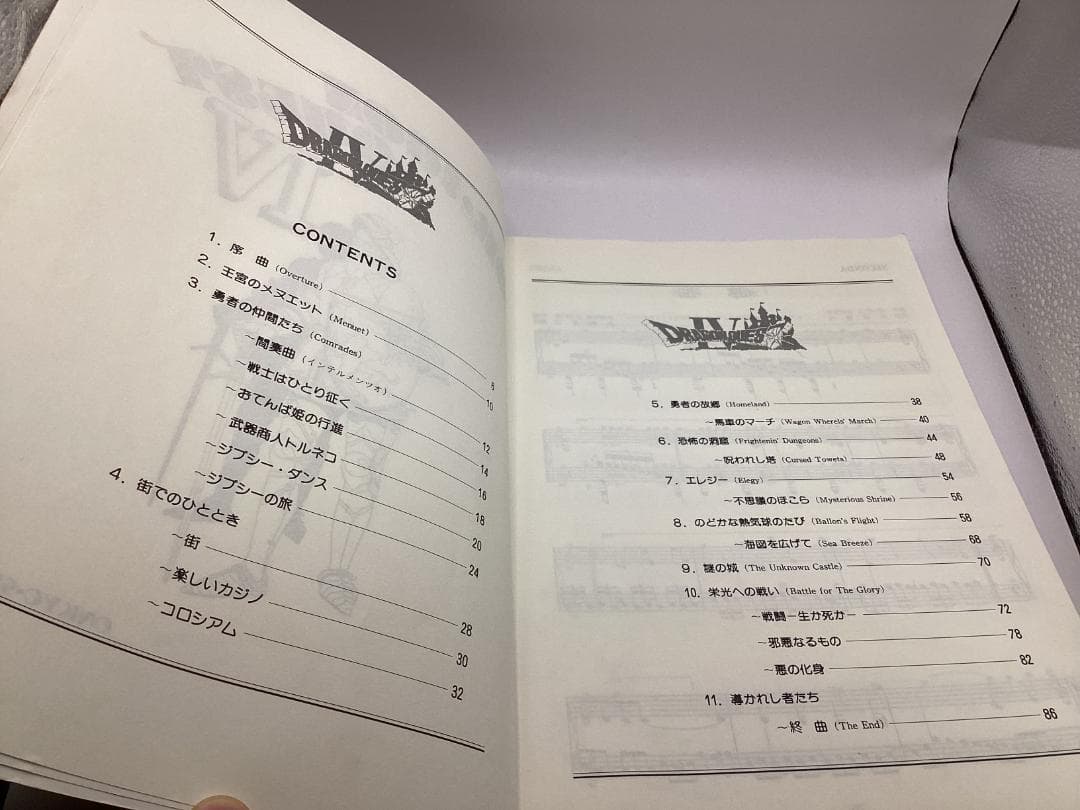 DRAGON QUEST IV
CONTENTS
1. 序 曲 (Overture) 6
2. 王宮のメヌエット (Menuet) 10
3. 勇者の仲間たち (Comrades)
~間奏曲 (インテルメンツオ) 12
~戦士はひとり征く 14
~おてんば姫の行進 16
~武器商人トルネコ 18
~ジプシー・ダンス 20
~ジプシーの旅 24
4. 街でのひととき
~街 28
~楽しいカジノ 30
~コロシアム 32
DRAGON QUEST IV
5. 勇者の故郷 (Homeland) 38
~馬車のマーチ (Wagon Wherels' March) 40
6. 恐怖の洞窟 (Frightenin' Dungeons) 44
~呪われし塔 (Cursed Toweta) 48
7. エレジー (Elegy) 54
~不思議のほこら (Mysterious Shrine) 56
8. のどかな熱気球のたび (Ballon's Flight) 58
~海図を広げて (Sea Breeze) 68
9. 謎の城 (The Unknown Castle) 70
10. 栄光への戦い (Battle for The Glory)
~戦闘－生か死か－ 72
~邪悪なるもの 78
~悪の化身 82
11. 導かれし者たち
~終 曲 (The End) 86